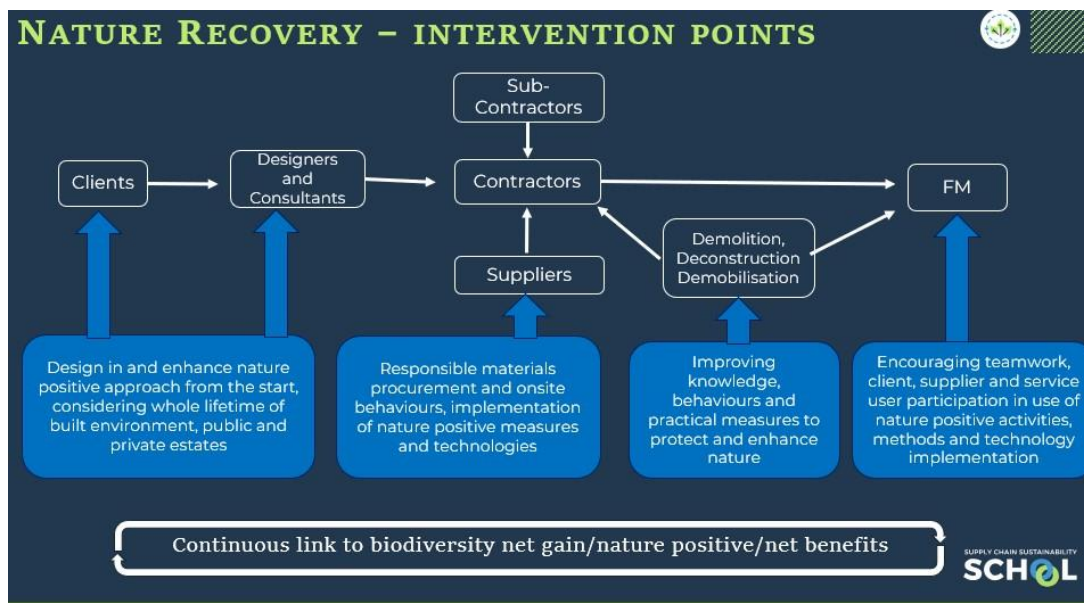 NATURE RECOVERY – INTERVENTION POINTS
Sub-
Contractors
Clients
Designers
and
Consultants
Contractors
FM
Suppliers
Demolition,
Deconstruction
Demobilisation
Design in and enhance nature
positive approach from the start,
considering whole lifetime of
built environment, public and
private estates
Responsible materials
procurement and onsite
behaviours, implementation
of nature positive measures
and technologies
Improving
knowledge,
behaviours and
practical measures to
protect and enhance
nature
Encouraging teamwork,
client, supplier and service
user participation in use of
nature positive activities,
methods and technology
implementation
Continuous link to biodiversity net gain/nature positive/net benefits
SUPPLY CHAIN SUSTAINABILITY
SCHOOL